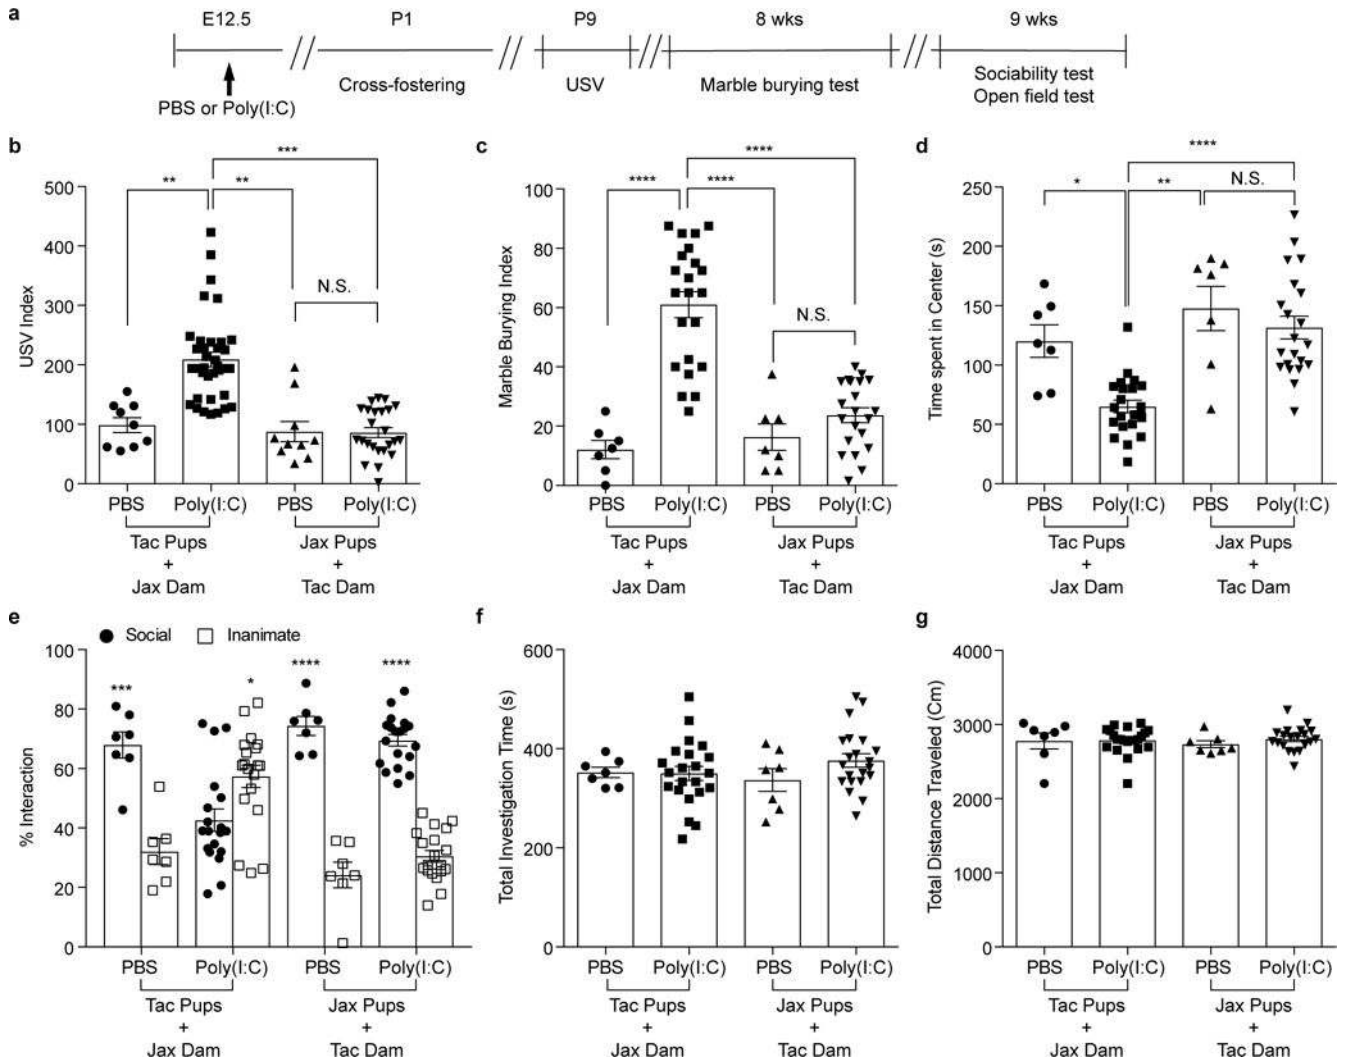 a
E12.5 P1 P9 8 wks 9 wks
Cross-fostering USV Marble burying test Sociability test
Open field test
PBS or Poly(I:C)
b
** ** ***
N.S.
USV Index
500
400
300
200
100
0
PBS Poly(I:C) PBS Poly(I:C)
Tac Pups Jax Pups
+ +
Jax Dam Tac Dam
c
**** **** ****
N.S.
Marble Burying Index
100
80
60
40
20
0
PBS Poly(I:C) PBS Poly(I:C)
Tac Pups Jax Pups
+ +
Jax Dam Tac Dam
d
****
* ** N.S.
Time spent in Center (s)
250
200
150
100
50
0
PBS Poly(I:C) PBS Poly(I:C)
Tac Pups Jax Pups
+ +
Jax Dam Tac Dam
e
Social Inanimate
*** * **** ****
% Interaction
100
80
60
40
20
0
PBS Poly(I:C) PBS Poly(I:C)
Tac Pups Jax Pups
+ +
Jax Dam Tac Dam
f
Total Investigation Time (s)
600
400
200
0
PBS Poly(I:C) PBS Poly(I:C)
Tac Pups Jax Pups
+ +
Jax Dam Tac Dam
g
Total Distance Traveled (Cm)
4000
3000
2000
1000
0
PBS Poly(I:C) PBS Poly(I:C)
Tac Pups Jax Pups
+ +
Jax Dam Tac Dam